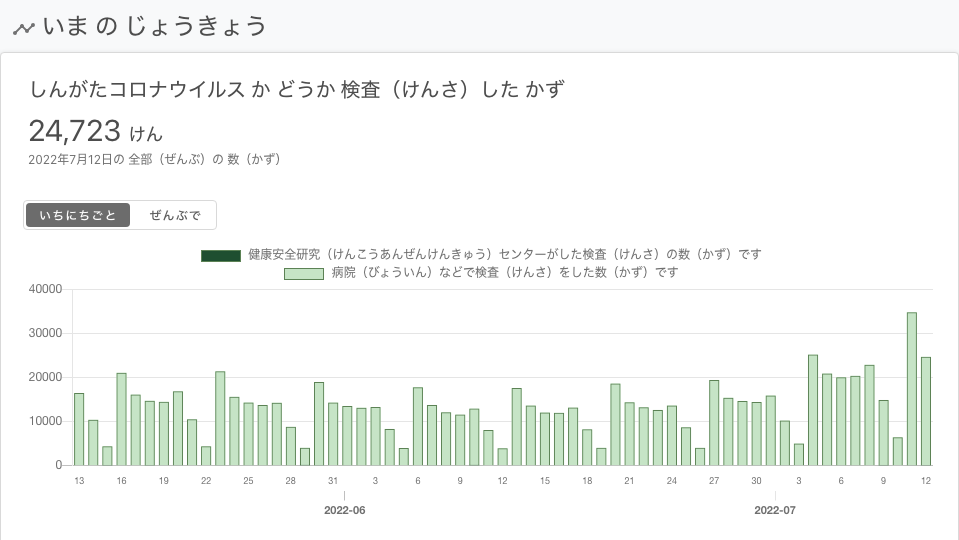 いま の じょうきょう
しんがたコロナウイルス か どうか 検査（けんさ）した かず
24,723 けん
2022年7月12日の 全部（ぜんぶ）の 数（かず）
いちにちごと ぜんぶで
健康安全研究（けんこうあんぜんけんきゅう）センターがした検査（けんさ）の数（かず）です
病院（びょういん）などで検査（けんさ）をした数（かず）です
40000
30000
20000
10000
0
13 16 19 22 25 28 31 3 6 9 12 15 18 21 24 27 30 3 6 9 12
2022-06 2022-07